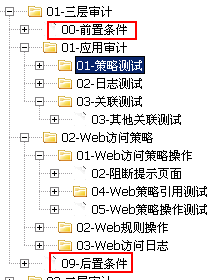 01-三层审计
00-前置条件
01-应用审计
01-策略测试
02-日志测试
03-关联测试
03-其他关联测试
02-Web访问策略
01-Web访问策略操作
02-阻断提示页面
04-Web策略引用测试
05-Web策略操作测试
02-Web规则操作
03-Web访问日志
09-后置条件